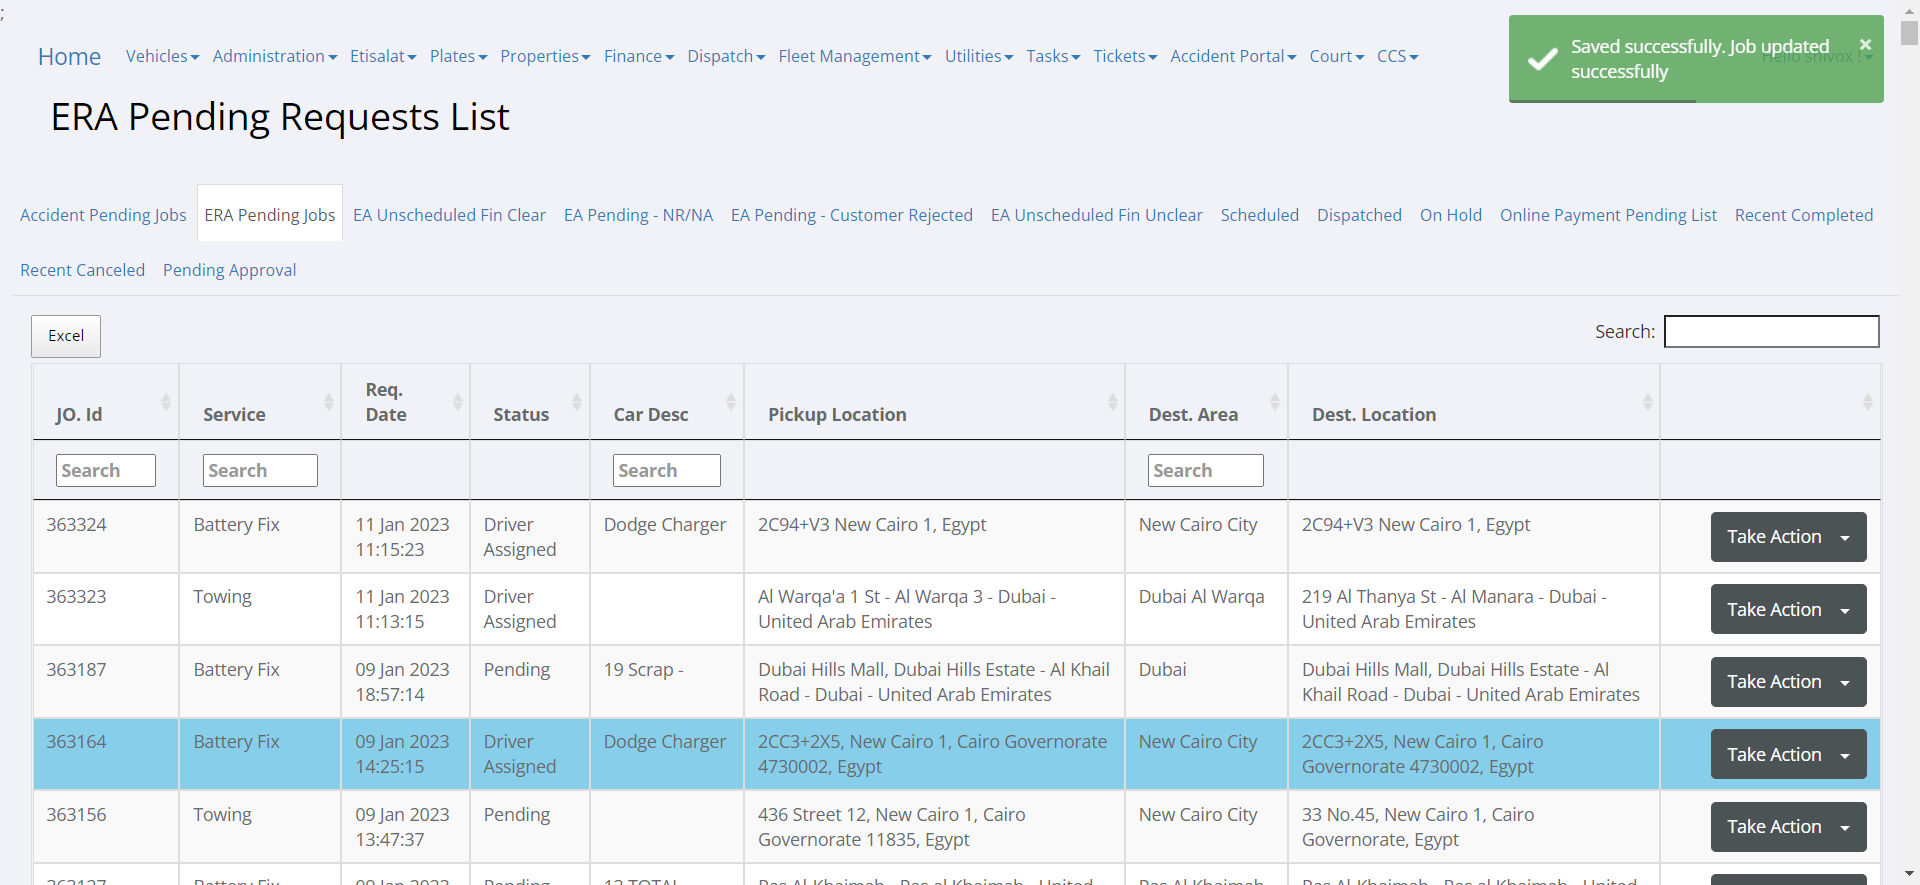 ;
Home Vehicles Administration Etisalat Plates Properties Finance Dispatch Fleet Management Utilities Tasks Tickets Accident Portal Court CCS
Saved successfully. Job updated successfully ×
ERA Pending Requests List
Accident Pending Jobs ERA Pending Jobs EA Unscheduled Fin Clear EA Pending - NR/NA EA Pending - Customer Rejected EA Unscheduled Fin Unclear Scheduled Dispatched On Hold Online Payment Pending List Recent Completed
Recent Canceled Pending Approval
Excel Search:
JO. Id Service Req. Date Status Car Desc Pickup Location Dest. Area Dest. Location
Search Search Search Search
363324 Battery Fix 11 Jan 2023 11:15:23 Driver Assigned Dodge Charger 2C94+V3 New Cairo 1, Egypt New Cairo City 2C94+V3 New Cairo 1, Egypt Take Action
363323 Towing 11 Jan 2023 11:13:15 Driver Assigned Al Warqa'a 1 St - Al Warqa 3 - Dubai - United Arab Emirates Dubai Al Warqa 219 Al Thanya St - Al Manara - Dubai - United Arab Emirates Take Action
363187 Battery Fix 09 Jan 2023 18:57:14 Pending 19 Scrap - Dubai Hills Mall, Dubai Hills Estate - Al Khail Road - Dubai - United Arab Emirates Dubai Dubai Hills Mall, Dubai Hills Estate - Al Khail Road - Dubai - United Arab Emirates Take Action
363164 Battery Fix 09 Jan 2023 14:25:15 Driver Assigned Dodge Charger 2CC3+2X5, New Cairo 1, Cairo Governorate 4730002, Egypt New Cairo City 2CC3+2X5, New Cairo 1, Cairo Governorate 4730002, Egypt Take Action
363156 Towing 09 Jan 2023 13:47:37 Pending 436 Street 12, New Cairo 1, Cairo Governorate 11835, Egypt New Cairo City 33 No.45, New Cairo 1, Cairo Governorate, Egypt Take Action